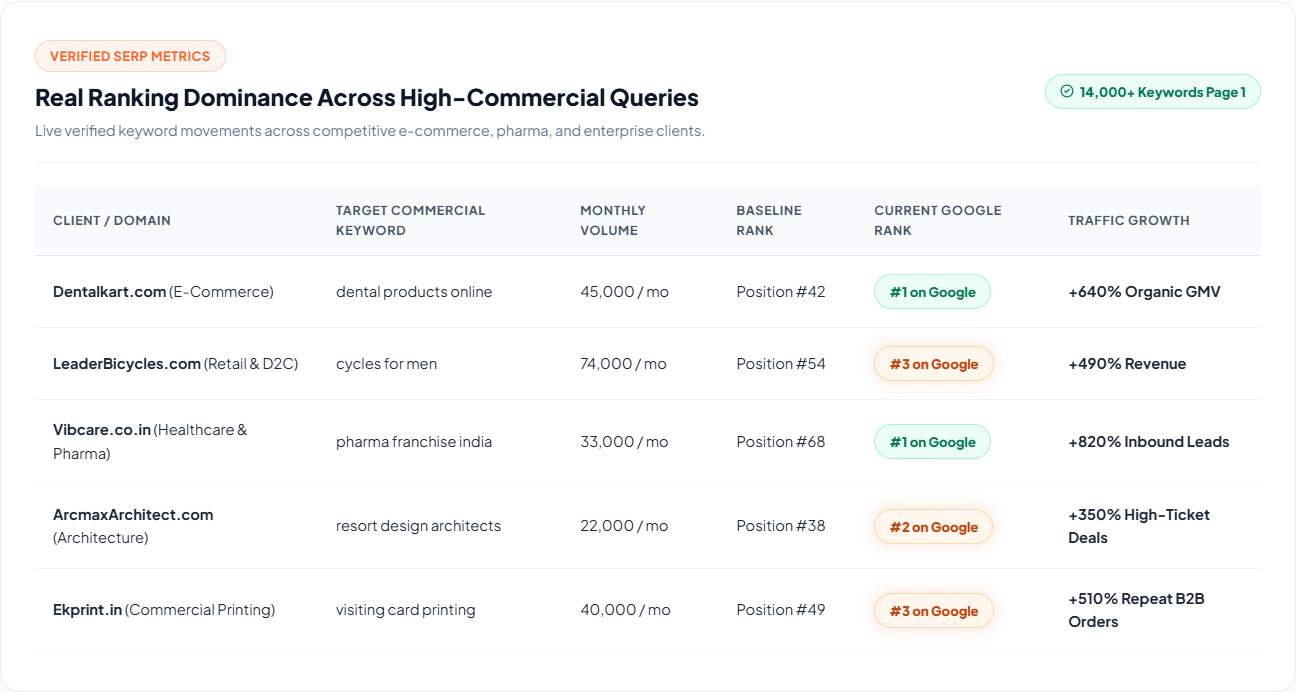 VERIFIED SERP METRICS
Real Ranking Dominance Across High-Commercial Queries
14,000+ Keywords Page 1
Live verified keyword movements across competitive e-commerce, pharma, and enterprise clients.
CLIENT / DOMAIN
TARGET COMMERCIAL
KEYWORD
MONTHLY
VOLUME
BASELINE
RANK
CURRENT GOOGLE
RANK
TRAFFIC GROWTH
Dentalkart.com (E-Commerce)
dental products online
45,000 / mo
Position #42
#1 on Google
+640% Organic GMV
LeaderBicycles.com (Retail & D2C)
cycles for men
74,000 / mo
Position #54
#3 on Google
+490% Revenue
Vibcare.co.in (Healthcare &
Pharma)
pharma franchise india
33,000 / mo
Position #68
#1 on Google
+820% Inbound Leads
ArcmaxArchitect.com
(Architecture)
resort design architects
22,000 / mo
Position #38
#2 on Google
+350% High-Ticket
Deals
Ekprint.in (Commercial Printing)
visiting card printing
40,000 / mo
Position #49
#3 on Google
+510% Repeat B2B
Orders